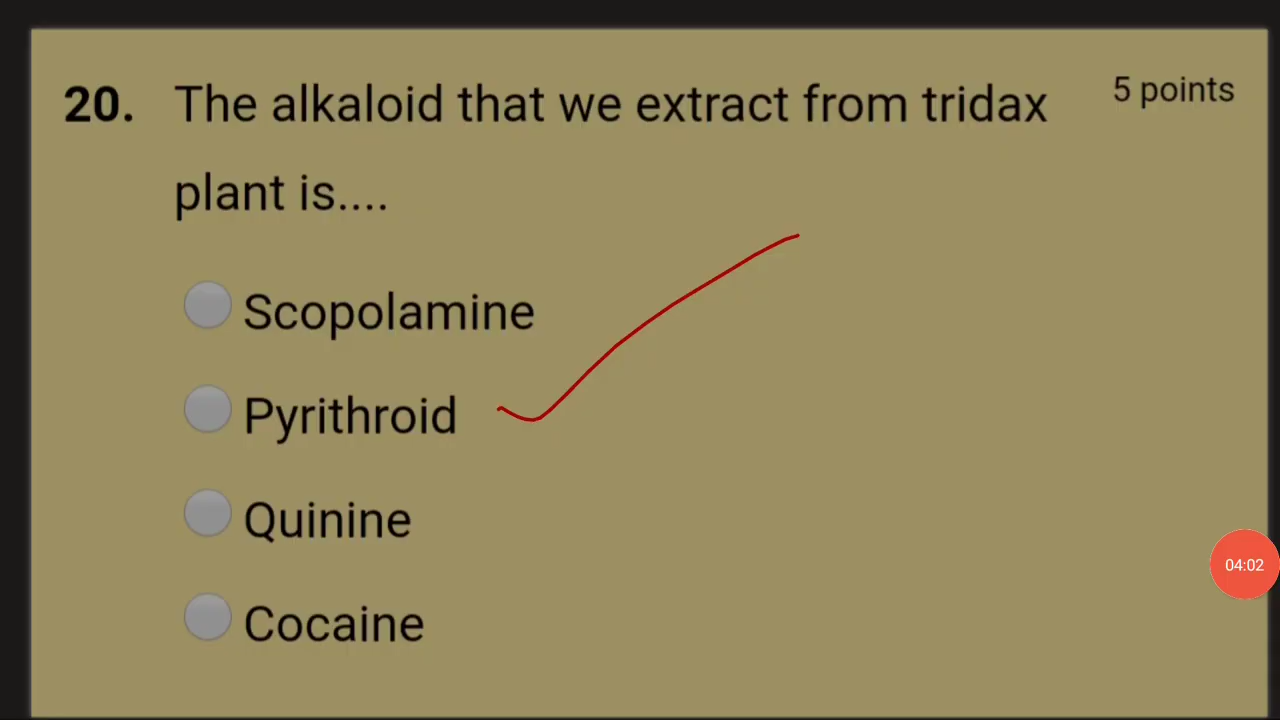 20. The alkaloid that we extract from tridax 5 points
plant is....
Scopolamine
Pyrithroid
Quinine
Cocaine
04:02